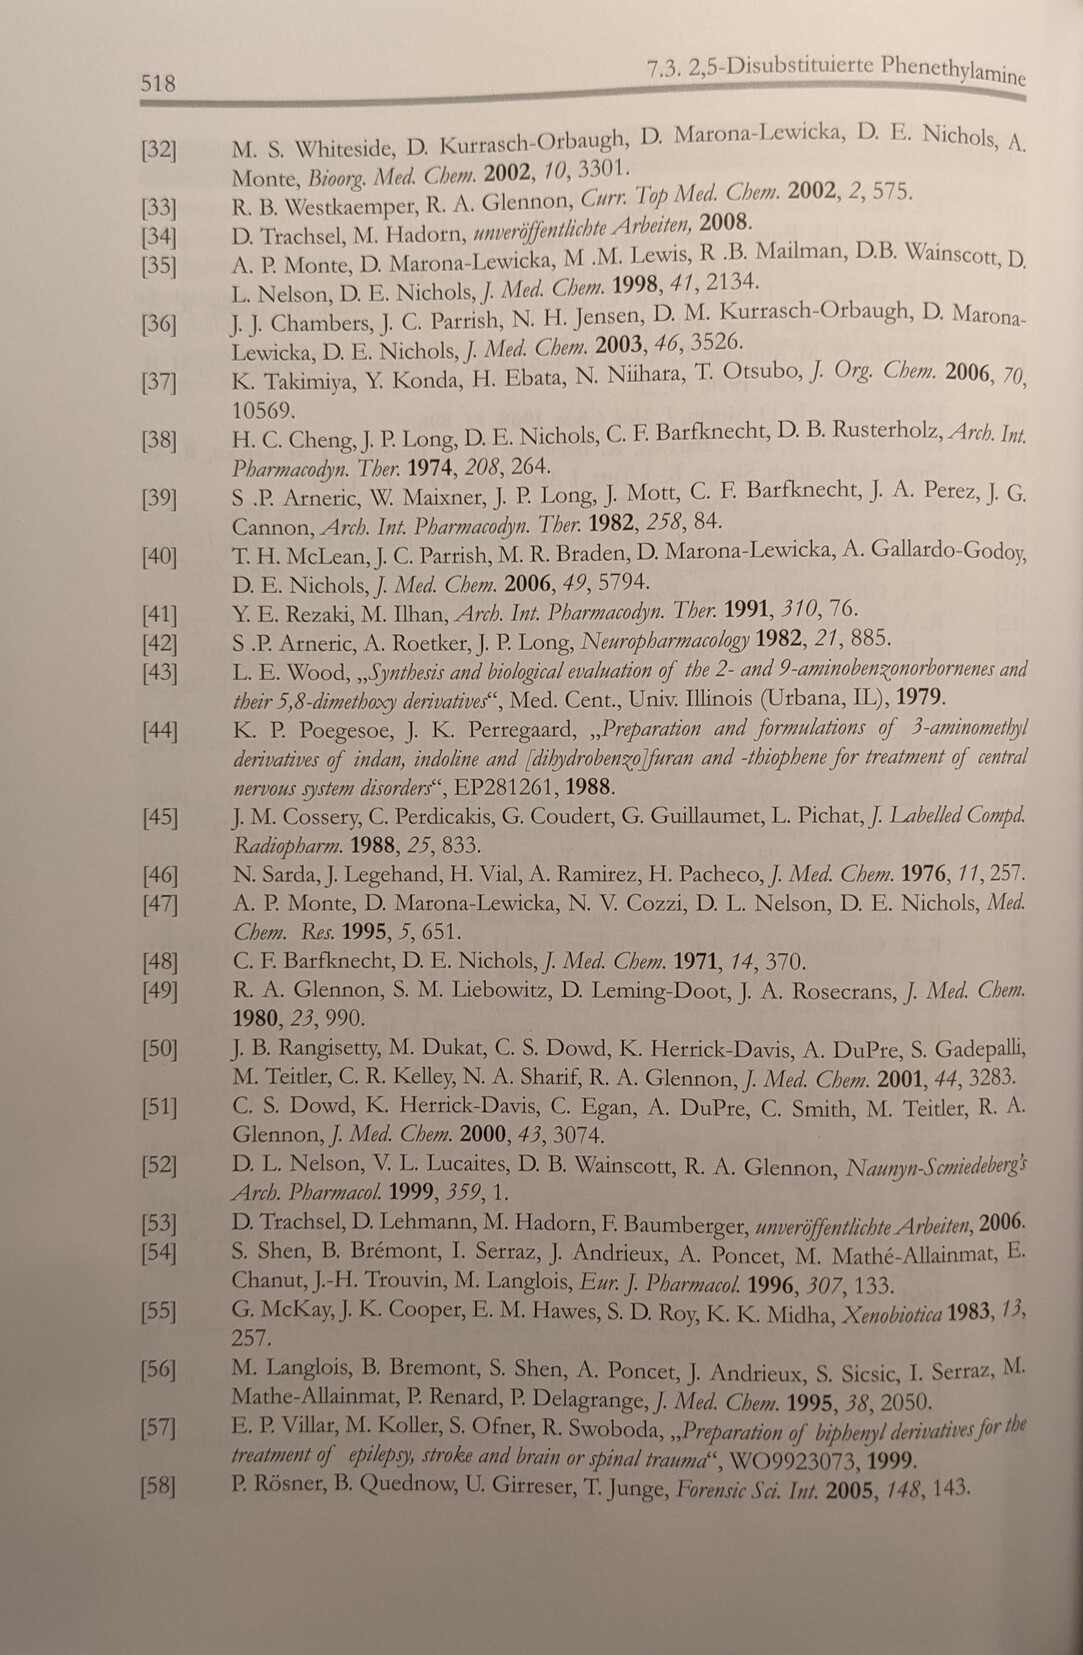 518
7.3. 2,5-Disubstituierte Phenethylamine
[32] M. S. Whiteside, D. Kurrasch-Orbaugh, D. Marona-Lewicka, D. E. Nichols, A.
Monte, Bioorg. Med. Chem. 2002, 10, 3301.
[33] R. B. Westkaemper, R. A. Glennon, Curr. Top Med. Chem. 2002, 2, 575.
[34] D. Trachsel, M. Hadorn, unveröffentlichte Arbeiten, 2008.
[35] A. P. Monte, D. Marona-Lewicka, M .M. Lewis, R .B. Mailman, D.B. Wainscott, D.
L. Nelson, D. E. Nichols, J. Med. Chem. 1998, 41, 2134.
[36] J. J. Chambers, J. C. Parrish, N. H. Jensen, D. M. Kurrasch-Orbaugh, D. Marona-
Lewicka, D. E. Nichols, J. Med. Chem. 2003, 46, 3526.
[37] K. Takimiya, Y. Konda, H. Ebata, N. Niihara, T. Otsubo, J. Org. Chem. 2006, 70,
10569.
[38] H. C. Cheng, J. P. Long, D. E. Nichols, C. F. Barfknecht, D. B. Rusterholz, Arch. Int.
Pharmacodyn. Ther. 1974, 208, 264.
[39] S .P. Arneric, W. Maixner, J. P. Long, J. Mott, C. F. Barfknecht, J. A. Perez, J. G.
Cannon, Arch. Int. Pharmacodyn. Ther. 1982, 258, 84.
[40] T. H. McLean, J. C. Parrish, M. R. Braden, D. Marona-Lewicka, A. Gallardo-Godoy,
D. E. Nichols, J. Med. Chem. 2006, 49, 5794.
[41] Y. E. Rezaki, M. Ilhan, Arch. Int. Pharmacodyn. Ther. 1991, 310, 76.
[42] S .P. Arneric, A. Roetker, J. P. Long, Neuropharmacology 1982, 21, 885.
[43] L. E. Wood, „Synthesis and biological evaluation of the 2- and 9-aminobenzonorbornenes and
their 5,8-dimethoxy derivatives“, Med. Cent., Univ. Illinois (Urbana, IL), 1979.
[44] K. P. Poegesoe, J. K. Perregaard, „Preparation and formulations of 3-aminomethyl
derivatives of indan, indoline and [dihydrobenzo]furan and -thiophene for treatment of central
nervous system disorders“, EP281261, 1988.
[45] J. M. Cossery, C. Perdicakis, G. Coudert, G. Guillaumet, L. Pichat, J. Labelled Compd.
Radiopharm. 1988, 25, 833.
[46] N. Sarda, J. Legehand, H. Vial, A. Ramirez, H. Pacheco, J. Med. Chem. 1976, 11, 257.
[47] A. P. Monte, D. Marona-Lewicka, N. V. Cozzi, D. L. Nelson, D. E. Nichols, Med.
Chem. Res. 1995, 5, 651.
[48] C. F. Barfknecht, D. E. Nichols, J. Med. Chem. 1971, 14, 370.
[49] R. A. Glennon, S. M. Liebowitz, D. Leming-Doot, J. A. Rosecrans, J. Med. Chem.
1980, 23, 990.
[50] J. B. Rangisetty, M. Dukat, C. S. Dowd, K. Herrick-Davis, A. DuPre, S. Gadepalli,
M. Teitler, C. R. Kelley, N. A. Sharif, R. A. Glennon, J. Med. Chem. 2001, 44, 3283.
[51] C. S. Dowd, K. Herrick-Davis, C. Egan, A. DuPre, C. Smith, M. Teitler, R. A.
Glennon, J. Med. Chem. 2000, 43, 3074.
[52] D. L. Nelson, V. L. Lucaites, D. B. Wainscott, R. A. Glennon, Naunyn-Scmiedeberg's
Arch. Pharmacol. 1999, 359, 1.
[53] D. Trachsel, D. Lehmann, M. Hadorn, F. Baumberger, unveröffentlichte Arbeiten, 2006.
[54] S. Shen, B. Brémont, I. Serraz, J. Andrieux, A. Poncet, M. Mathé-Allainmat, E.
Chanut, J.-H. Trouvin, M. Langlois, Eur. J. Pharmacol. 1996, 307, 133.
[55] G. McKay, J. K. Cooper, E. M. Hawes, S. D. Roy, K. K. Midha, Xenobiotica 1983, 13,
257.
[56] M. Langlois, B. Bremont, S. Shen, A. Poncet, J. Andrieux, S. Sicsic, I. Serraz, M.
Mathe-Allainmat, P. Renard, P. Delagrange, J. Med. Chem. 1995, 38, 2050.
[57] E. P. Villar, M. Koller, S. Ofner, R. Swoboda, „Preparation of biphenyl derivatives for the
treatment of epilepsy, stroke and brain or spinal trauma“, WO9923073, 1999.
[58] P. Rösner, B. Quednow, U. Girreser, T. Junge, Forensic Sci. Int. 2005, 148, 143.